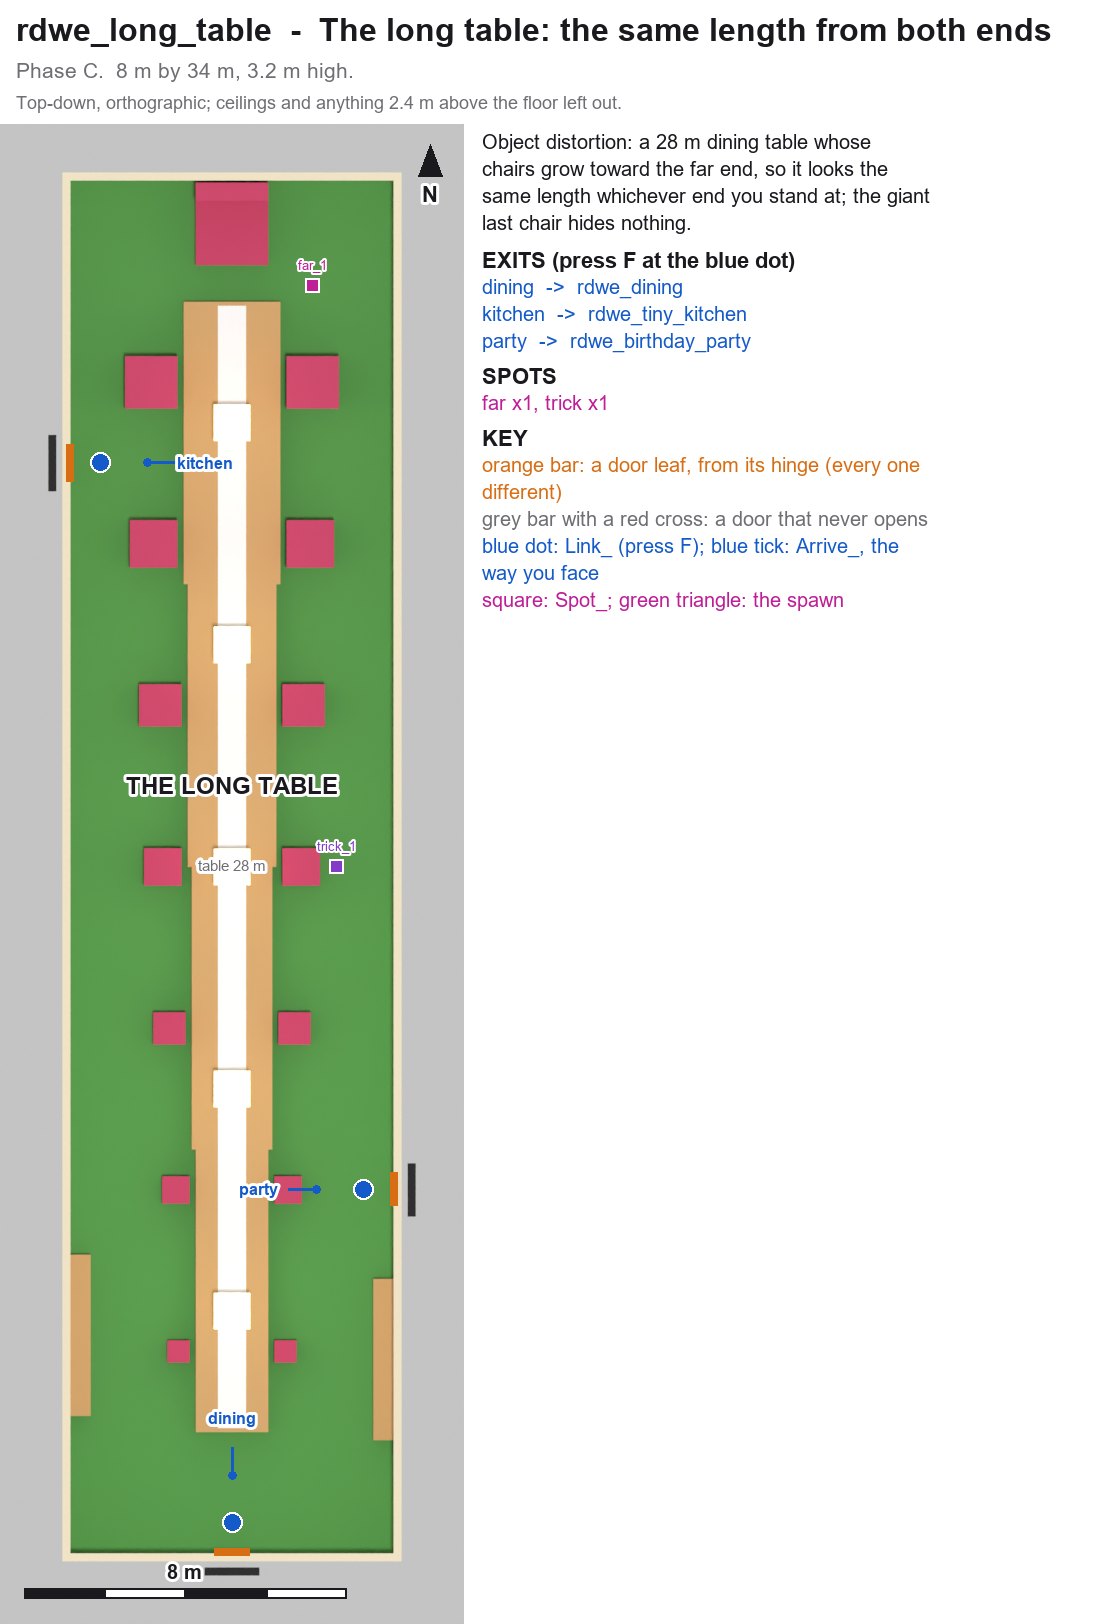 rdwe_long_table  -  The long table: the same length from both ends
Phase C.  8 m by 34 m, 3.2 m high.
Top-down, orthographic; ceilings and anything 2.4 m above the floor left out.
N
far_1
kitchen
THE LONG TABLE
table 28 m
trick_1
party
dining
8 m
Object distortion: a 28 m dining table whose
chairs grow toward the far end, so it looks the
same length whichever end you stand at; the giant
last chair hides nothing.
EXITS (press F at the blue dot)
dining  ->  rdwe_dining
kitchen  ->  rdwe_tiny_kitchen
party  ->  rdwe_birthday_party
SPOTS
far x1, trick x1
KEY
orange bar: a door leaf, from its hinge (every one
different)
grey bar with a red cross: a door that never opens
blue dot: Link_ (press F); blue tick: Arrive_, the
way you face
square: Spot_; green triangle: the spawn